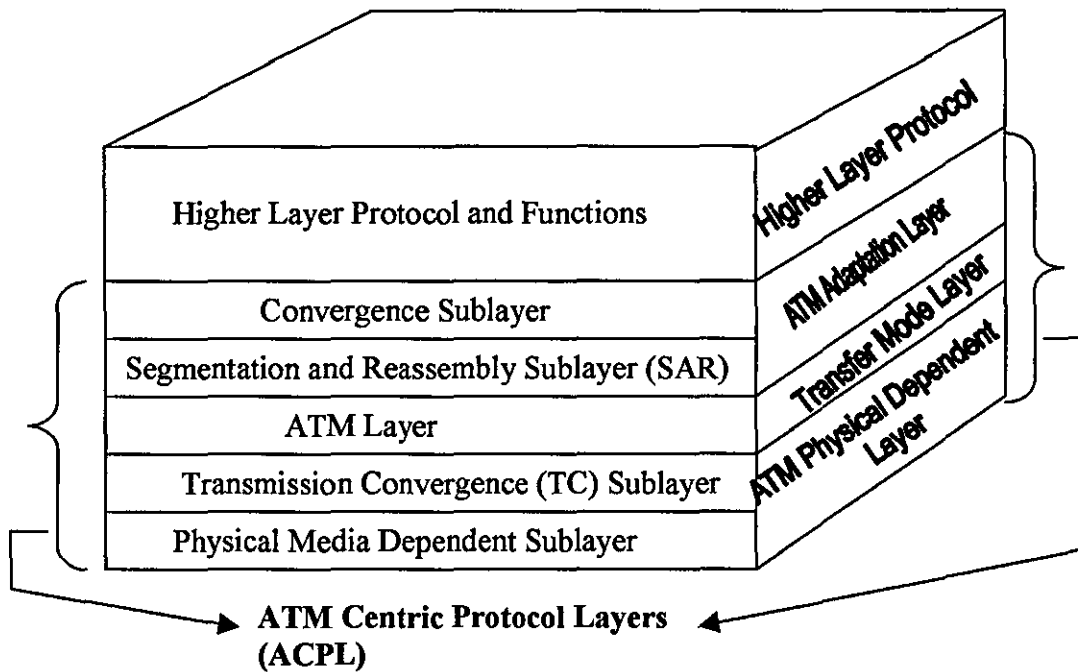 Higher Layer Protocol and Functions
Convergence Sublayer
Segmentation and Reassembly Sublayer (SAR)
ATM Layer
Transmission Convergence (TC) Sublayer
Physical Media Dependent Sublayer
Higher Layer Protocol
ATM Adaptation Layer
Transfer Mode Layer
ATM Physical Dependent
Layer
ATM Centric Protocol Layers
(ACPL)